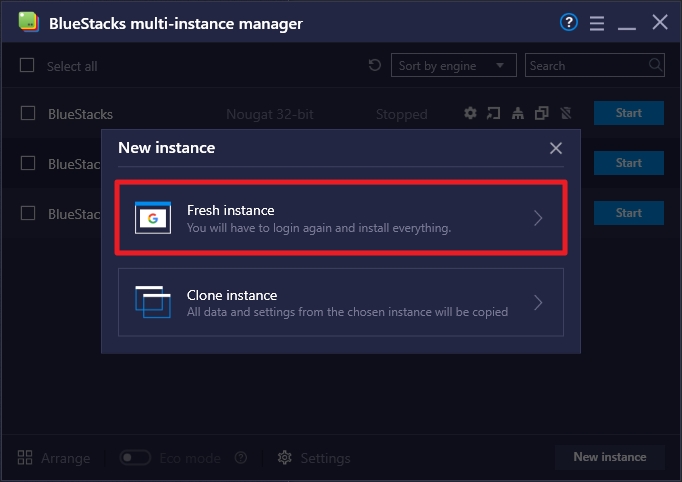 BlueStacks multi-instance manager
Select all
Sort by engine
Search
BlueStacks Nougat 32-bit Stopped Start
New instance
BlueStac Start
Fresh instance
You will have to login again and install everything.
BlueStac Start
Clone instance
All data and settings from the chosen instance will be copied
Arrange Eco mode Settings New instance